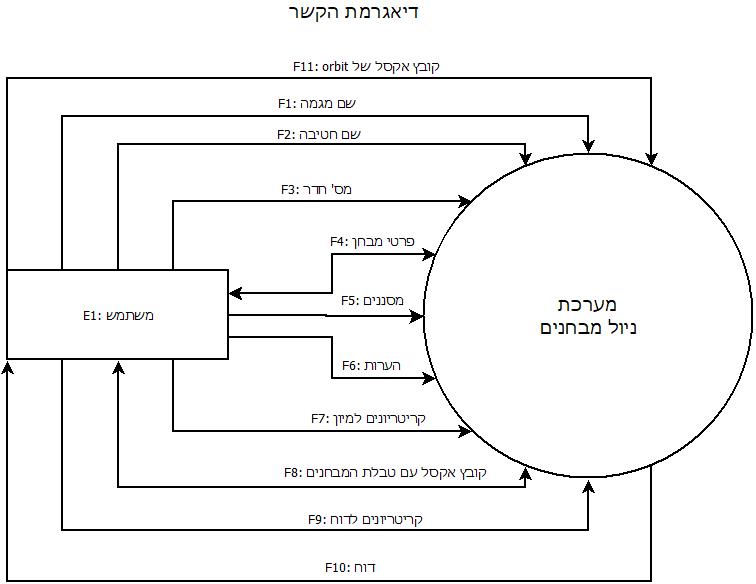 דיאגרמת הקשר
F11: קובץ אקסל של orbit
F1: שם מגמה
F2: שם חטיבה
F3: מס' חדר
F4: פרטי מבחן
F5: מסננים
E1: משתמש
מערכת
ניול מבחנים
F6: הערות
F7: קריטריונים למיון
F8: קובץ אקסל עם טבלת המבחנים
F9: קריטריונים לדוח
F10: דוח